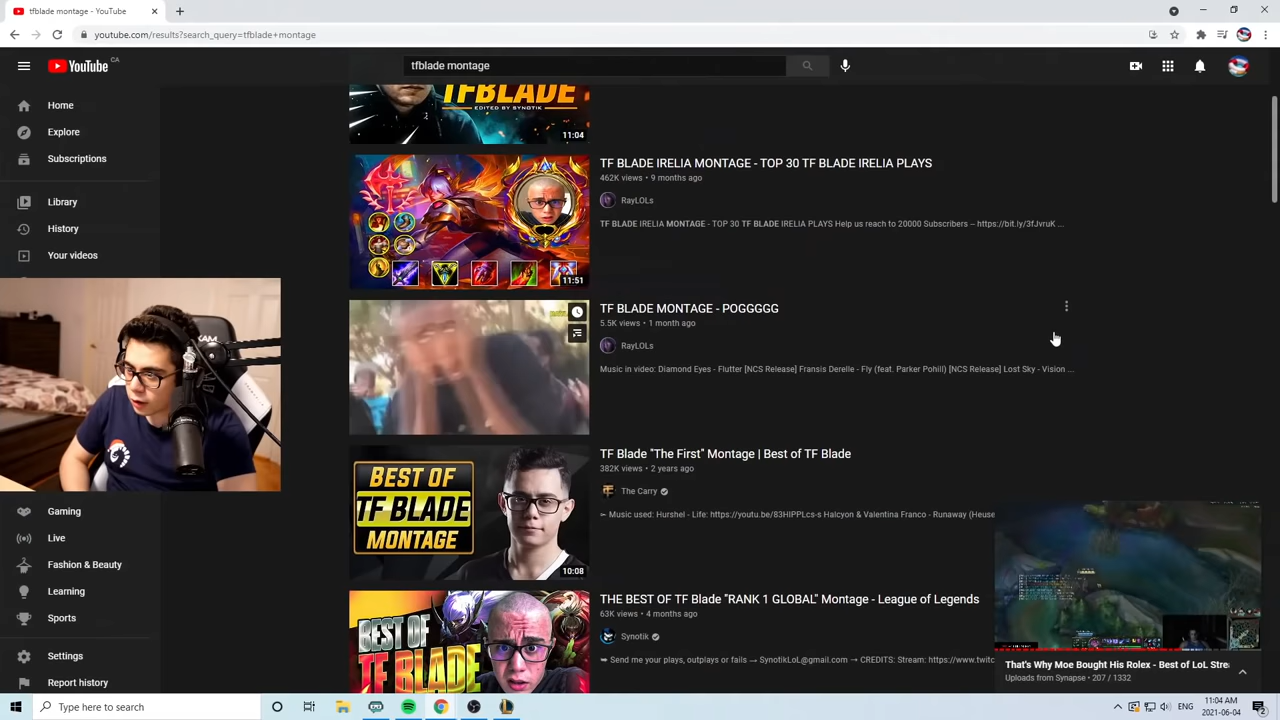 tfblade montage - YouTube
youtube.com/results?search_query=tfblade+montage
YouTube CA
tfblade montage
Home
Explore
Subscriptions
Library
History
Your videos
Gaming
Live
Fashion & Beauty
Learning
Sports
Settings
Report history
TFBLADE
EDITED BY SYNOTIK
11:04
TF BLADE IRELIA MONTAGE - TOP 30 TF BLADE IRELIA PLAYS
462K views • 9 months ago
RayLOLs
TF BLADE IRELIA MONTAGE - TOP 30 TF BLADE IRELIA PLAYS Help us reach to 20000 Subscribers -- https://bit.ly/3fJvruK ...
11:51
TF BLADE MONTAGE - POGGGGG
5.5K views • 1 month ago
RayLOLs
Music in video: Diamond Eyes - Flutter [NCS Release] Fransis Derelle - Fly (feat. Parker Pohill) [NCS Release] Lost Sky - Vision ...
BEST OF
TF BLADE
MONTAGE
10:08
TF Blade "The First" Montage | Best of TF Blade
382K views • 2 years ago
The Carry
Music used: Hurshel - Life: https://youtu.be/83HIPPLcs-s Halcyon & Valentina Franco - Runaway (Heuse
BEST OF
TF BLADE
THE BEST OF TF Blade "RANK 1 GLOBAL" Montage - League of Legends
63K views • 4 months ago
Synotik
Send me your plays, outplays or fails → SynotikLoL@gmail.com → CREDITS: Stream: https://www.twitc
That's Why Moe Bought His Rolex - Best of LoL Stre
Uploads from Synapse • 207 / 1332
Type here to search
ENG
11:04 AM
2021-06-04
2